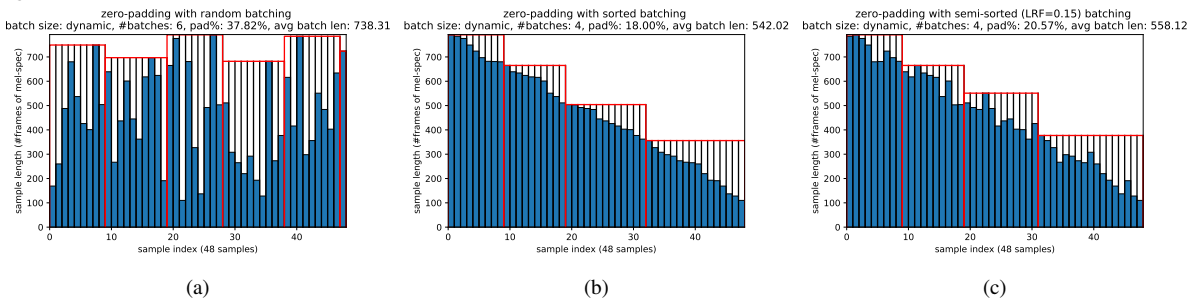 zero-padding with random batching
batch size: dynamic, #batches: 6, pad%: 37.82%, avg batch len: 738.31
700
600
500
400
300
200
100
0
sample length (#frames of mel-spec)
0 10 20 30 40
sample index (48 samples)
(a)
zero-padding with sorted batching
batch size: dynamic, #batches: 4, pad%: 18.00%, avg batch len: 542.02
700
600
500
400
300
200
100
0
sample length (#frames of mel-spec)
0 10 20 30 40
sample index (48 samples)
(b)
zero-padding with semi-sorted (LRF=0.15) batching
batch size: dynamic, #batches: 4, pad%: 20.57%, avg batch len: 558.12
700
600
500
400
300
200
100
0
sample length (#frames of mel-spec)
0 10 20 30 40
sample index (48 samples)
(c)